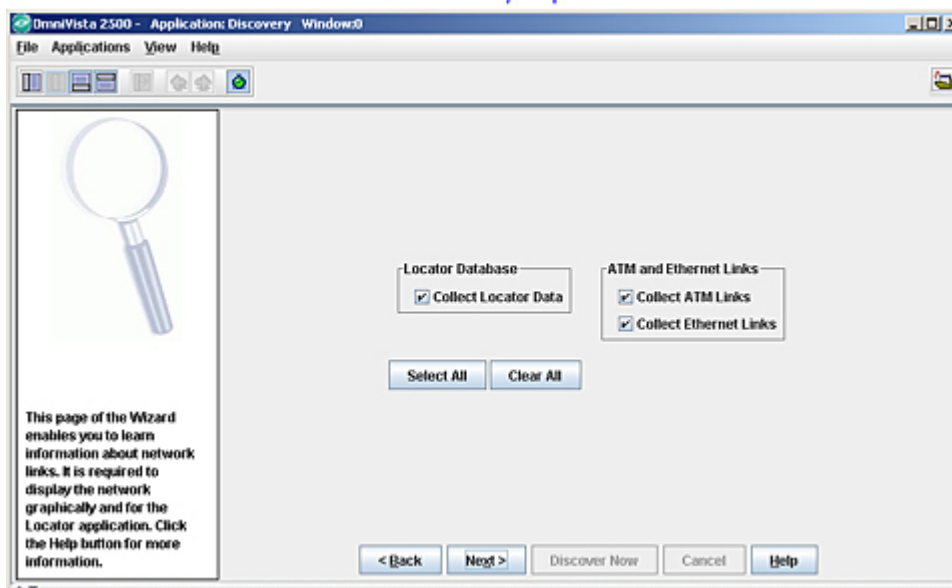 OmniVista 2500 - Application: Discovery Window:0
File Applications View Help
Locator Database
Collect Locator Data
ATM and Ethernet Links
Collect ATM Links
Collect Ethernet Links
Select All Clear All
This page of the Wizard
enables you to learn
information about network
links. It is required to
display the network
graphically and for the
Locator application. Click
the Help button for more
information.
< Back Next > Discover Now Cancel Help